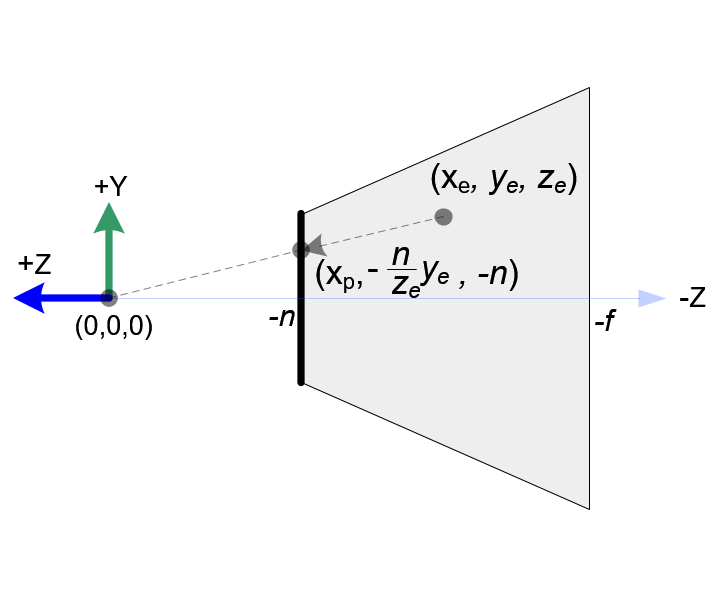 +Y
(xₑ, yₑ, zₑ)
+Z
(xₚ, - n/zₑ yₑ , -n)
-Z
(0,0,0)
-n
-f